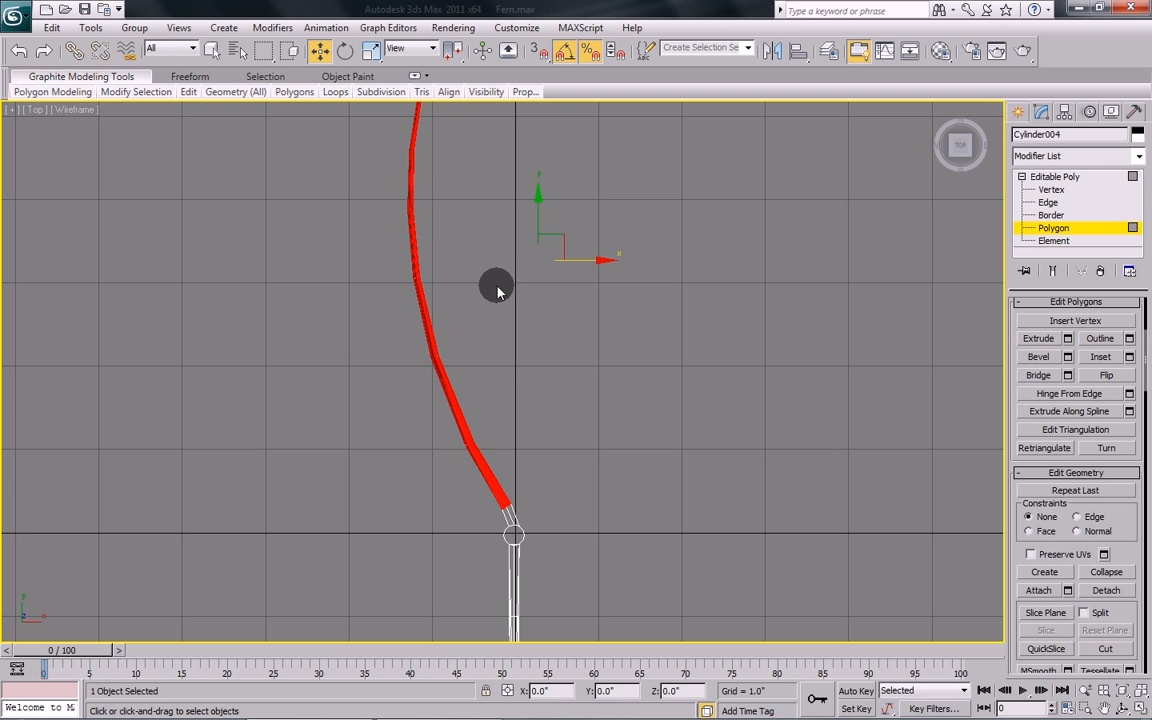 Autodesk 3ds Max 2011 x64 Fern.max
Type a keyword or phrase
Edit Tools Group Views Create Modifiers Animation Graph Editors Rendering Customize MAXScript Help
All View 3 Create Selection Se
Graphite Modeling Tools Freeform Selection Object Paint
Polygon Modeling Modify Selection Edit Geometry (All) Polygons Loops Subdivision Tris Align Visibility Prop...
[ + ] [ Top ] [ Wireframe ]
TOP
y
x
Cylinder004
Modifier List
Editable Poly
Vertex
Edge
Border
Polygon
Element
Edit Polygons
Insert Vertex
Extrude Outline
Bevel Inset
Bridge Flip
Hinge From Edge
Extrude Along Spline
Edit Triangulation
Retriangulate Turn
Edit Geometry
Repeat Last
Constraints
None Edge
Face Normal
Preserve UVs
Create Collapse
Attach Detach
Slice Plane Split
Slice Reset Plane
QuickSlice Cut
MSmooth Tessellate
0 / 100
0 5 10 15 20 25 30 35 40 45 50 55 60 65 70 75 80 85 90 95 100
1 Object Selected X: 0.0" Y: 0.0" Z: 0.0" Grid = 1.0" Auto Key Selected
Welcome to M Click or click-and-drag to select objects Add Time Tag Set Key Key Filters... 0